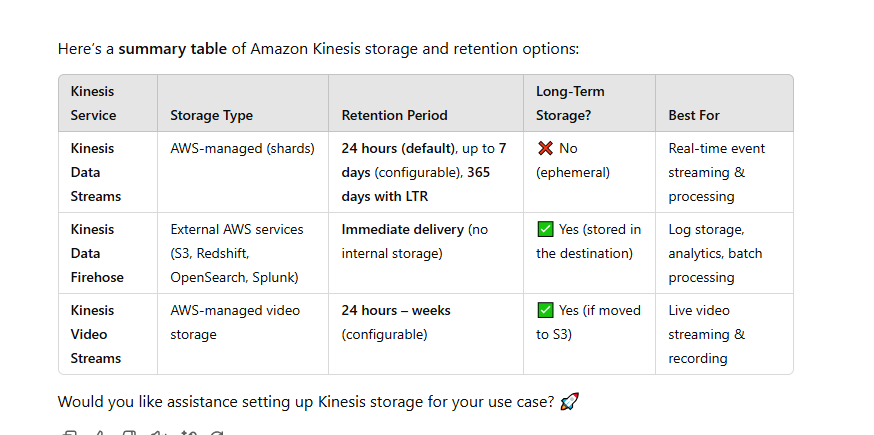 Here's a summary table of Amazon Kinesis storage and retention options:
Kinesis Service | Storage Type | Retention Period | Long-Term Storage? | Best For
Kinesis Data Streams | AWS-managed (shards) | 24 hours (default), up to 7 days (configurable), 365 days with LTR | ❌ No (ephemeral) | Real-time event streaming & processing
Kinesis Data Firehose | External AWS services (S3, Redshift, OpenSearch, Splunk) | Immediate delivery (no internal storage) | ✅ Yes (stored in the destination) | Log storage, analytics, batch processing
Kinesis Video Streams | AWS-managed video storage | 24 hours – weeks (configurable) | ✅ Yes (if moved to S3) | Live video streaming & recording
Would you like assistance setting up Kinesis storage for your use case? 🚀